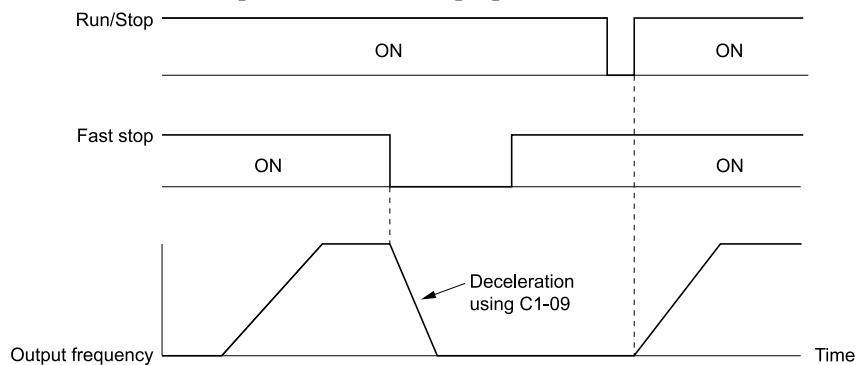 Run/Stop
ON
ON
Fast stop
ON
ON
Deceleration
using C1-09
Output frequency
Time